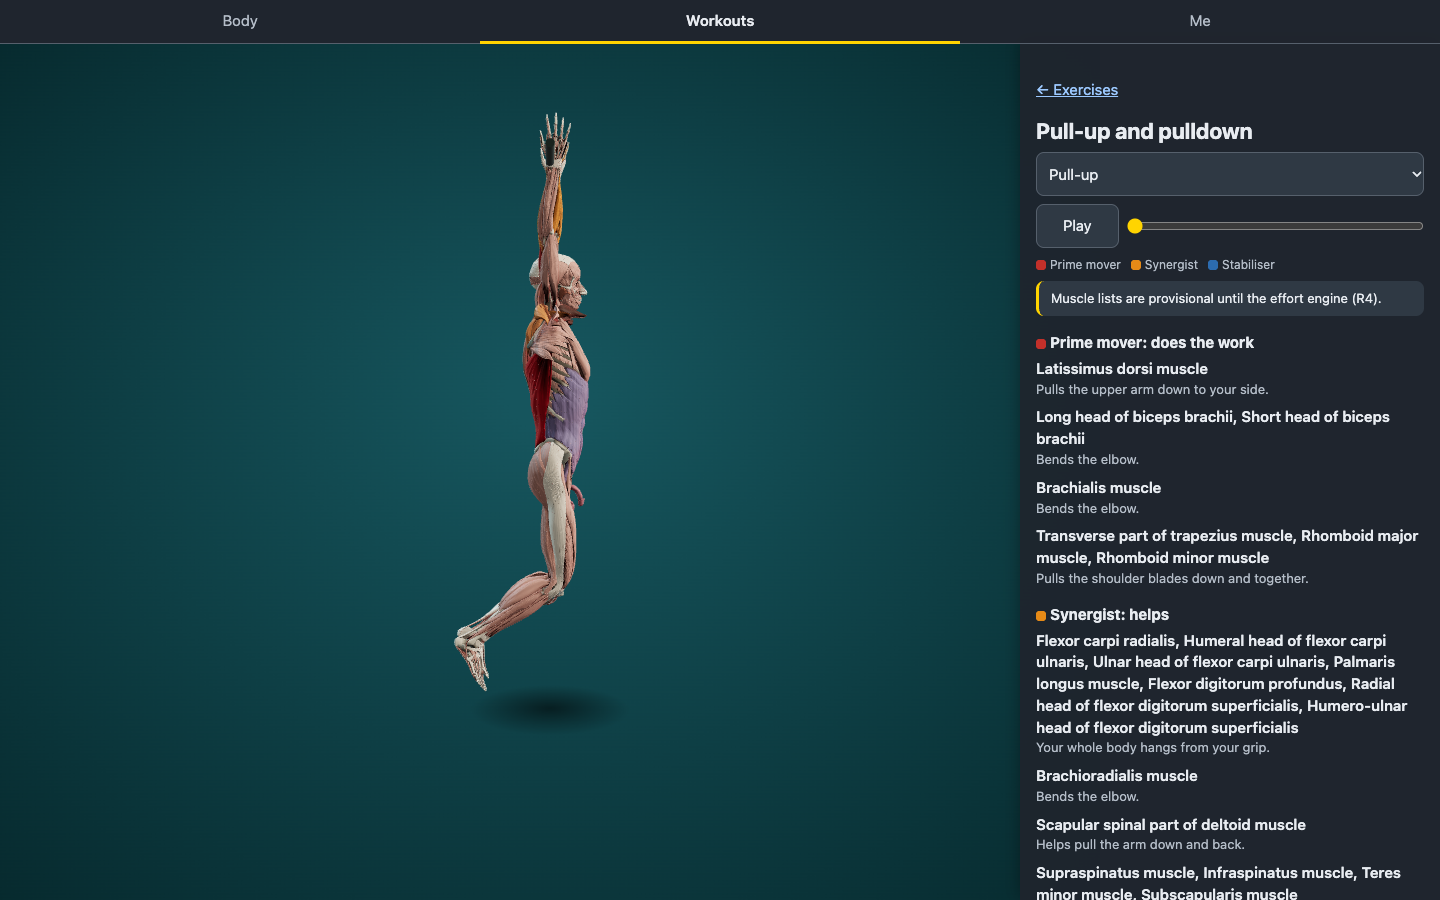 Body
Workouts
Me
← Exercises
Pull-up and pulldown
Pull-up
Play
Prime mover
Synergist
Stabiliser
Muscle lists are provisional until the effort engine (R4).
Prime mover: does the work
Latissimus dorsi muscle
Pulls the upper arm down to your side.
Long head of biceps brachii, Short head of biceps
brachii
Bends the elbow.
Brachialis muscle
Bends the elbow.
Transverse part of trapezius muscle, Rhomboid major
muscle, Rhomboid minor muscle
Pulls the shoulder blades down and together.
Synergist: helps
Flexor carpi radialis, Humeral head of flexor carpi
ulnaris, Ulnar head of flexor carpi ulnaris, Palmaris
longus muscle, Flexor digitorum profundus, Radial
head of flexor digitorum superficialis, Humero-ulnar
head of flexor digitorum superficialis
Your whole body hangs from your grip.
Brachioradialis muscle
Bends the elbow.
Scapular spinal part of deltoid muscle
Helps pull the arm down and back.
Supraspinatus muscle, Infraspinatus muscle, Teres
minor muscle, Subscapularis muscle